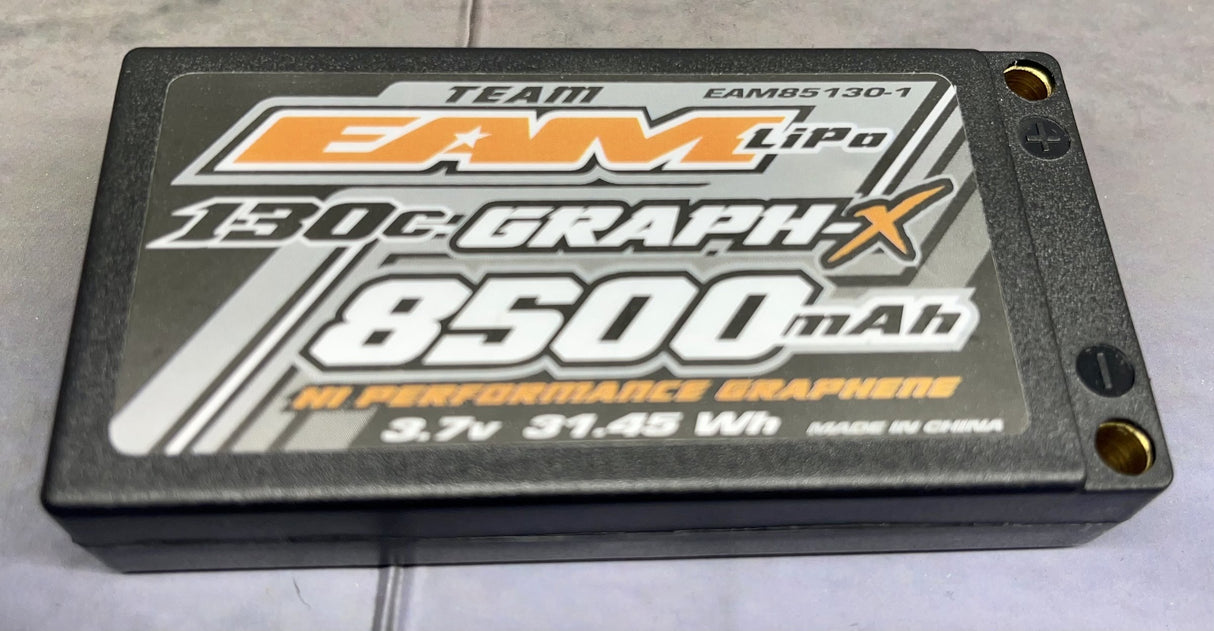 TEAM EAM85130-1
EAM LiPo
130c GRAPH-X
8500mAh
HI PERFORMANCE GRAPHENE
3.7v 31.45 Wh MADE IN CHINA
+
-